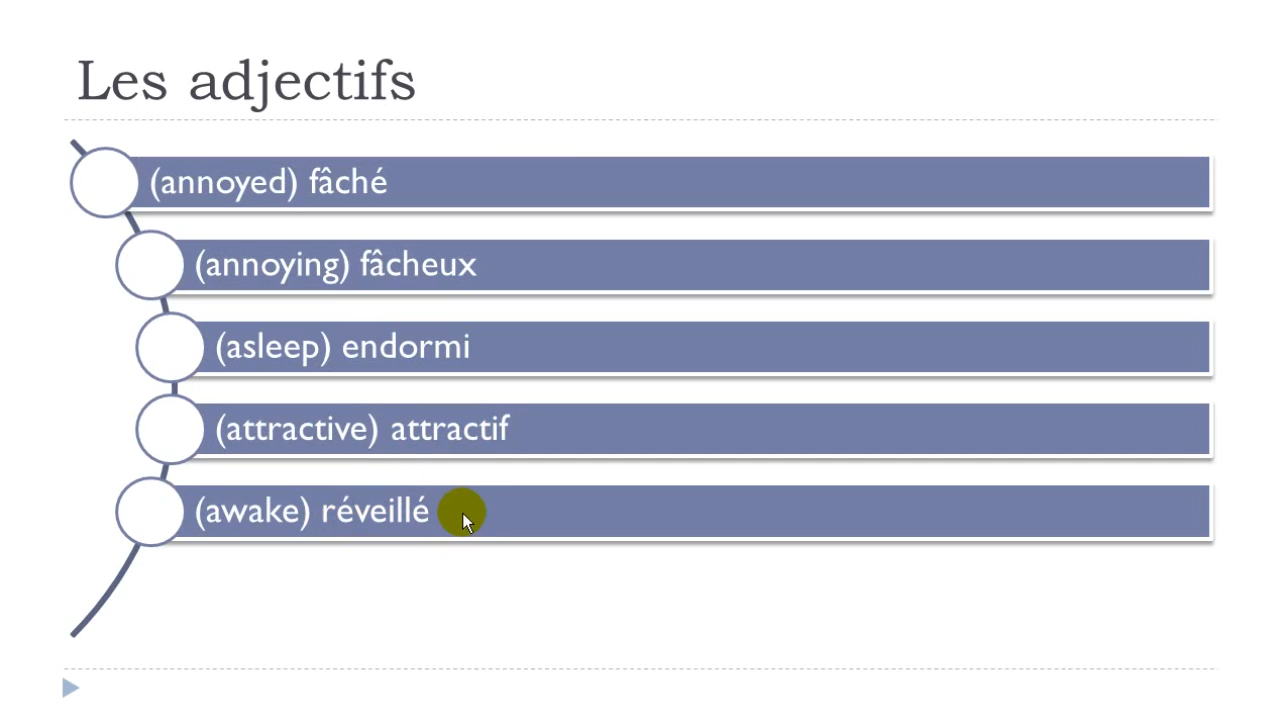 Les adjectifs
(annoyed) fâché
(annoying) fâcheux
(asleep) endormi
(attractive) attractif
(awake) réveillé